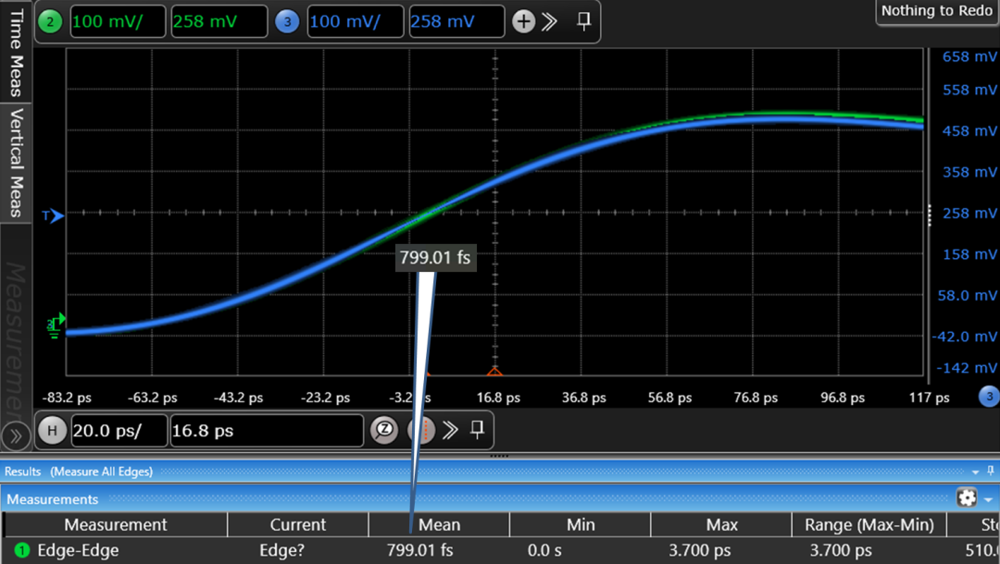 Time Meas
Vertical Meas
2 100 mV/ 258 mV 3 100 mV/ 258 mV
Nothing to Redo
658 mV
558 mV
458 mV
358 mV
T
258 mV
799.01 fs
158 mV
58.0 mV
-42.0 mV
-142 mV
-83.2 ps -63.2 ps -43.2 ps -23.2 ps 16.8 ps 36.8 ps 56.8 ps 76.8 ps 96.8 ps 117 ps 3
H 20.0 ps/ 16.8 ps Z
Results (Measure All Edges)
Measurements
Measurement Current Mean Min Max Range (Max-Min)
1 Edge-Edge Edge? 799.01 fs 0.0 s 3.700 ps 3.700 ps 510.